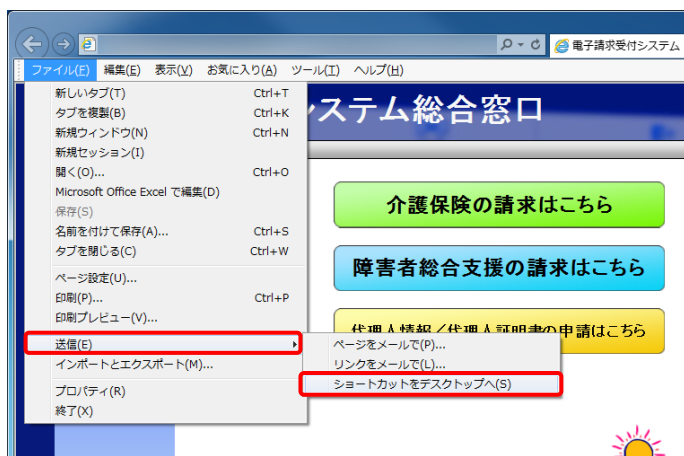 電子請求受付システム
ファイル(F) 編集(E) 表示(V) お気に入り(A) ツール(T) ヘルプ(H)
新しいタブ(T) Ctrl+T
タブを複製(B) Ctrl+K
新規ウィンドウ(N) Ctrl+N
新規セッション(I)
開く(O)... Ctrl+O
Microsoft Office Excel で編集(D)
保存(S)
名前を付けて保存(A)... Ctrl+S
タブを閉じる(C) Ctrl+W
ページ設定(U)...
印刷(P)... Ctrl+P
印刷プレビュー(V)...
送信(E)
インポートとエクスポート(M)...
プロパティ(R)
終了(X)
ページをメールで(P)...
リンクをメールで(L)...
ショートカットをデスクトップへ(S)
ステム総合窓口
介護保険の請求はこちら
障害者総合支援の請求はこちら
代理人情報／代理人証明書の申請はこちら